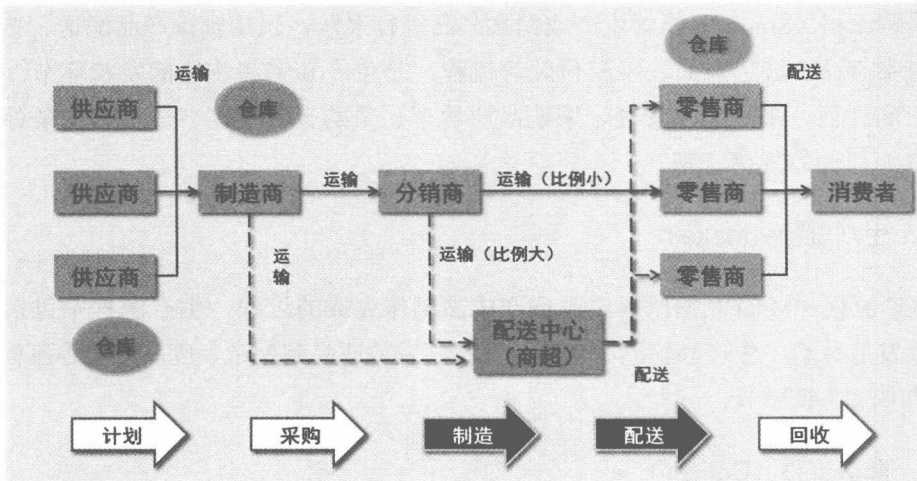 仓库
运输
配送
供应商
仓库
零售商
供应商
制造商
运输
分销商
运输（比例小）
零售商
消费者
供应商
运
输
运输（比例大）
零售商
仓库
配送中心
（商超）
配送
计划
采购
制造
配送
回收